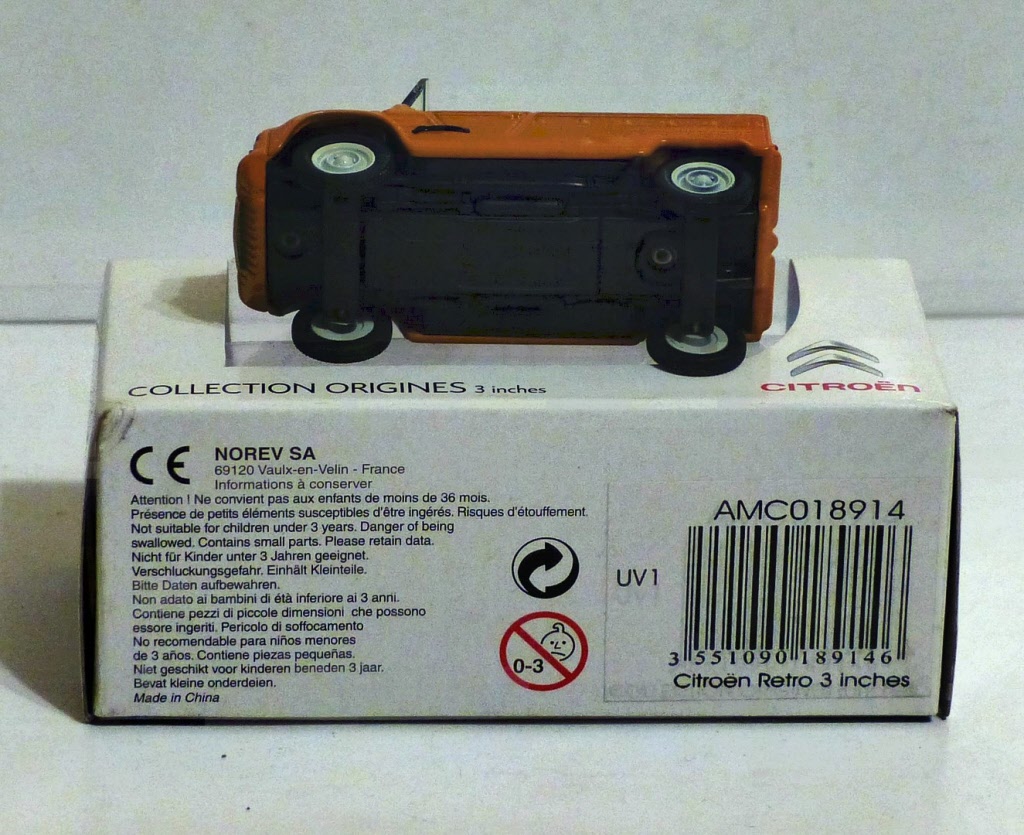 COLLECTION ORIGINES 3 inches
CITROËN
CE
NOREV SA
69120 Vaulx-en-Velin - France
Informations à conserver
Attention ! Ne convient pas aux enfants de moins de 36 mois.
Présence de petits éléments susceptibles d'être ingérés. Risques d'étouffement.
Not suitable for children under 3 years. Danger of being
swallowed. Contains small parts. Please retain data.
Nicht für Kinder unter 3 Jahren geeignet.
Verschluckungsgefahr. Einhält Kleinteile.
Bitte Daten aufbewahren.
Non adato ai bambini di étà inferiore ai 3 anni.
Contiene pezzi di piccole dimensioni che possono
essore ingeriti. Pericolo di soffocamento
No recomendable para niños menores
de 3 años. Contiene piezas pequeñas.
Niet geschikt voor kinderen beneden 3 jaar.
Bevat kleine onderdeien.
Made in China
0-3
UV1
AMC018914
3 551090 189146
Citroën Retro 3 inches